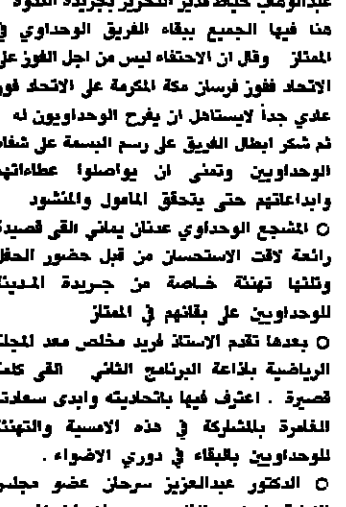 عبدالوهاب خياط مدير التحرير بجريدة الندوة
هنا فيها الجميع ببقاء الفريق الوحداوي في
الممتاز وقال ان الاحتفاء ليس من اجل الفوز على
الاتحاد ففوز فرسان مكة المكرمة على الاتحاد فوز
عادي جداً لايستاهل ان يفرح الوحداويون له
ثم شكر ابطال الفريق على رسم البسمة على شفاه
الوحداويين وتمنى ان يواصلوا عطاءاتهم
وابداعاتهم حتى يتحقق المامول والمنشود
○ المشجع الوحداوي عدنان يماني القى قصيدة
رائعة لاقت الاستحسان من قبل حضور الحفل
وتلتها تهنئة خاصة من جريدة المدينة
للوحداويين على بقائهم في الممتاز
○ بعدها تقدم الاستاذ فريد مخلص معد المجلة
الرياضية باذاعة البرنامج الثاني القى كلمة
قصيرة . اعترف فيها باتحاديته وابدى سعادته
الغامرة بالمشاركة في هذه الامسية والتهنئة
للوحداويين بالبقاء في دوري الاضواء .
○ الدكتور عبدالعزيز سرحان عضو مجلس